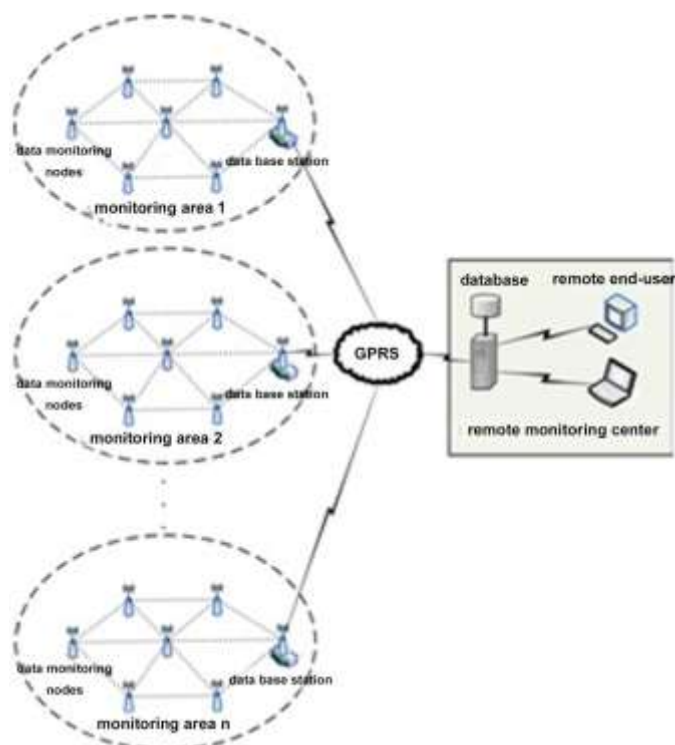 data monitoring
nodes
data base station
monitoring area 1
data monitoring
nodes
data base station
monitoring area 2
data monitoring
nodes
data base station
monitoring area n
GPRS
database
remote end-user
remote monitoring center